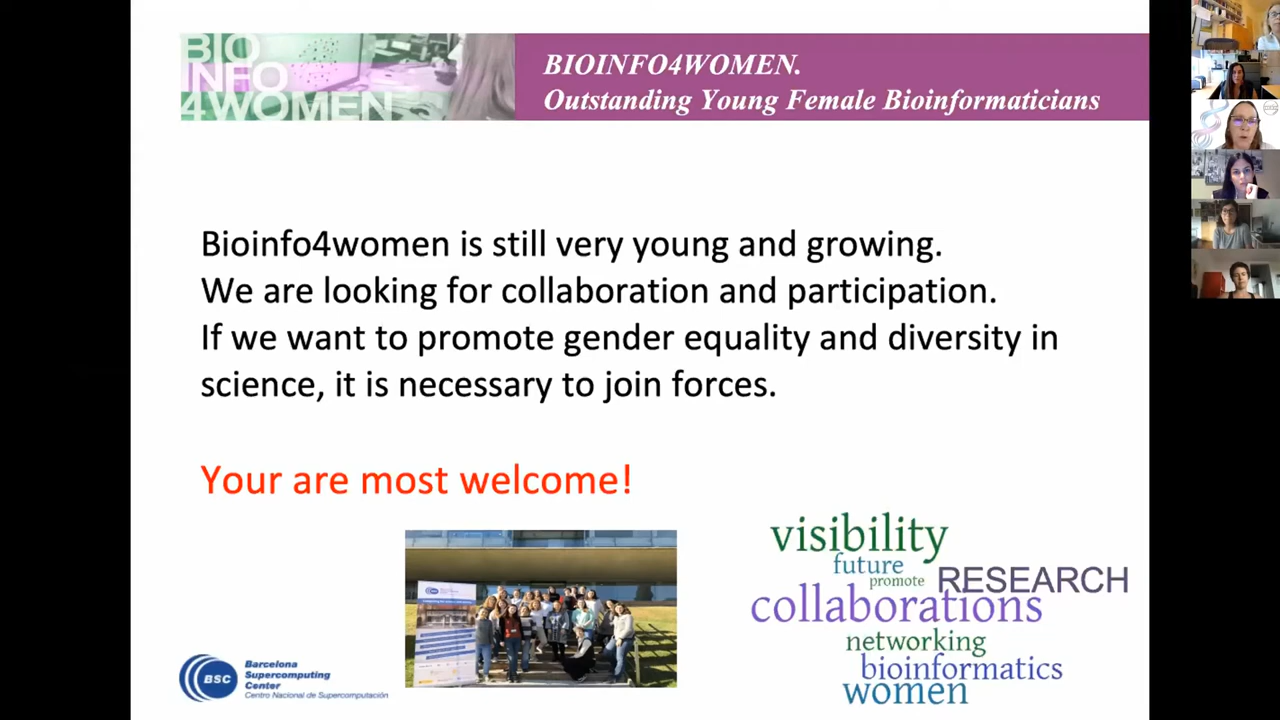 BIO
INFO
4WOMEN
BIOINFO4WOMEN.
Outstanding Young Female Bioinformaticians
Bioinfo4women is still very young and growing.
We are looking for collaboration and participation.
If we want to promote gender equality and diversity in
science, it is necessary to join forces.
Your are most welcome!
visibility
future
promote
RESEARCH
collaborations
networking
bioinformatics
women
BSC
Barcelona
Supercomputing
Center
Centro Nacional de Supercomputación